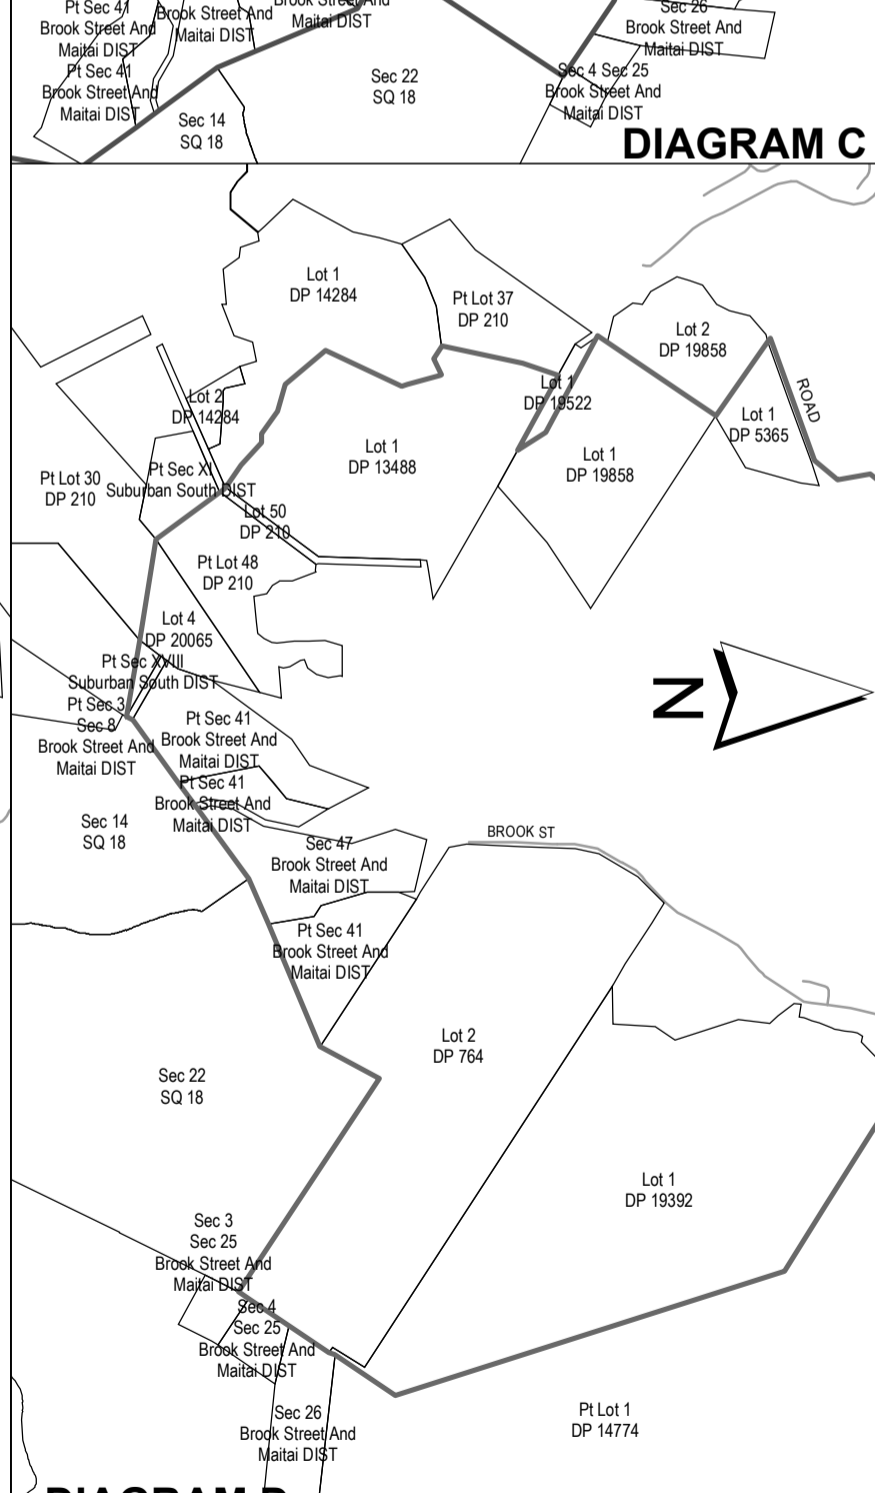 Pt Sec 41
Brook Street And
Maitai DIST
Brook Street And
Maitai DIST
Brook Street And
Maitai DIST
Sec 26
Brook Street And
Maitai DIST
Pt Sec 41
Brook Street And
Maitai DIST
Sec 14
SQ 18
Sec 22
SQ 18
Sec 4 Sec 25
Brook Street And
Maitai DIST
DIAGRAM C
Lot 1
DP 14284
Pt Lot 37
DP 210
Lot 2
DP 19858
ROAD
Lot 1
DP 19522
Lot 2
DP 14284
Lot 1
DP 5365
Lot 1
DP 13488
Lot 1
DP 19858
Pt Lot 30
DP 210
Pt Sec XI
Suburban South DIST
Lot 50
DP 210
Pt Lot 48
DP 210
Lot 4
DP 20065
Pt Sec XVIII
Suburban South DIST
N
Pt Sec 3
Sec 8
Brook Street And
Maitai DIST
Pt Sec 41
Brook Street And
Maitai DIST
Pt Sec 41
Brook Street And
Maitai DIST
Sec 14
SQ 18
BROOK ST
Sec 47
Brook Street And
Maitai DIST
Pt Sec 41
Brook Street And
Maitai DIST
Lot 2
DP 764
Sec 22
SQ 18
Lot 1
DP 19392
Sec 3
Sec 25
Brook Street And
Maitai DIST
Sec 4
Sec 25
Brook Street And
Maitai DIST
Sec 26
Brook Street And
Maitai DIST
Pt Lot 1
DP 14774
DIAGRAM